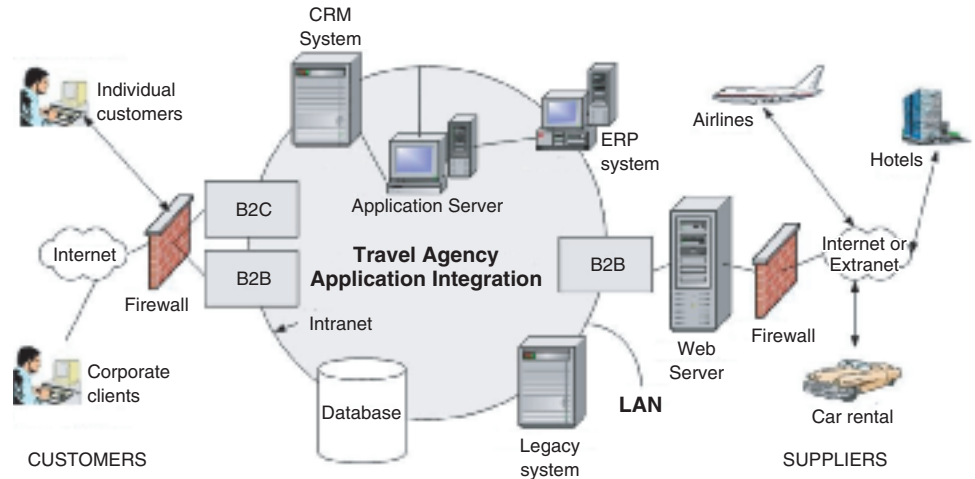 CRM
System
Individual
customers
Airlines
ERP
system
Hotels
Application Server
B2C
Internet
Travel Agency
Application Integration
B2B
B2B
Internet or
Extranet
Firewall
Intranet
Firewall
Web
Server
Corporate
clients
Database
LAN
Car rental
Legacy
system
CUSTOMERS
SUPPLIERS